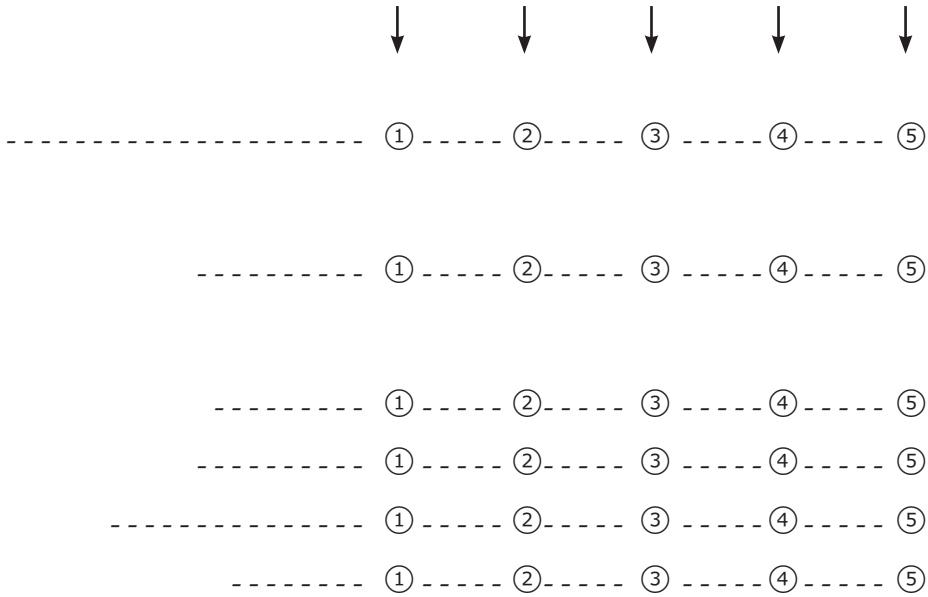 --------------------- ① ----- ② ----- ③ ----- ④ ----- ⑤
---------- ① ----- ② ----- ③ ----- ④ ----- ⑤
--------- ① ----- ② ----- ③ ----- ④ ----- ⑤
---------- ① ----- ② ----- ③ ----- ④ ----- ⑤
--------------- ① ----- ② ----- ③ ----- ④ ----- ⑤
-------- ① ----- ② ----- ③ ----- ④ ----- ⑤